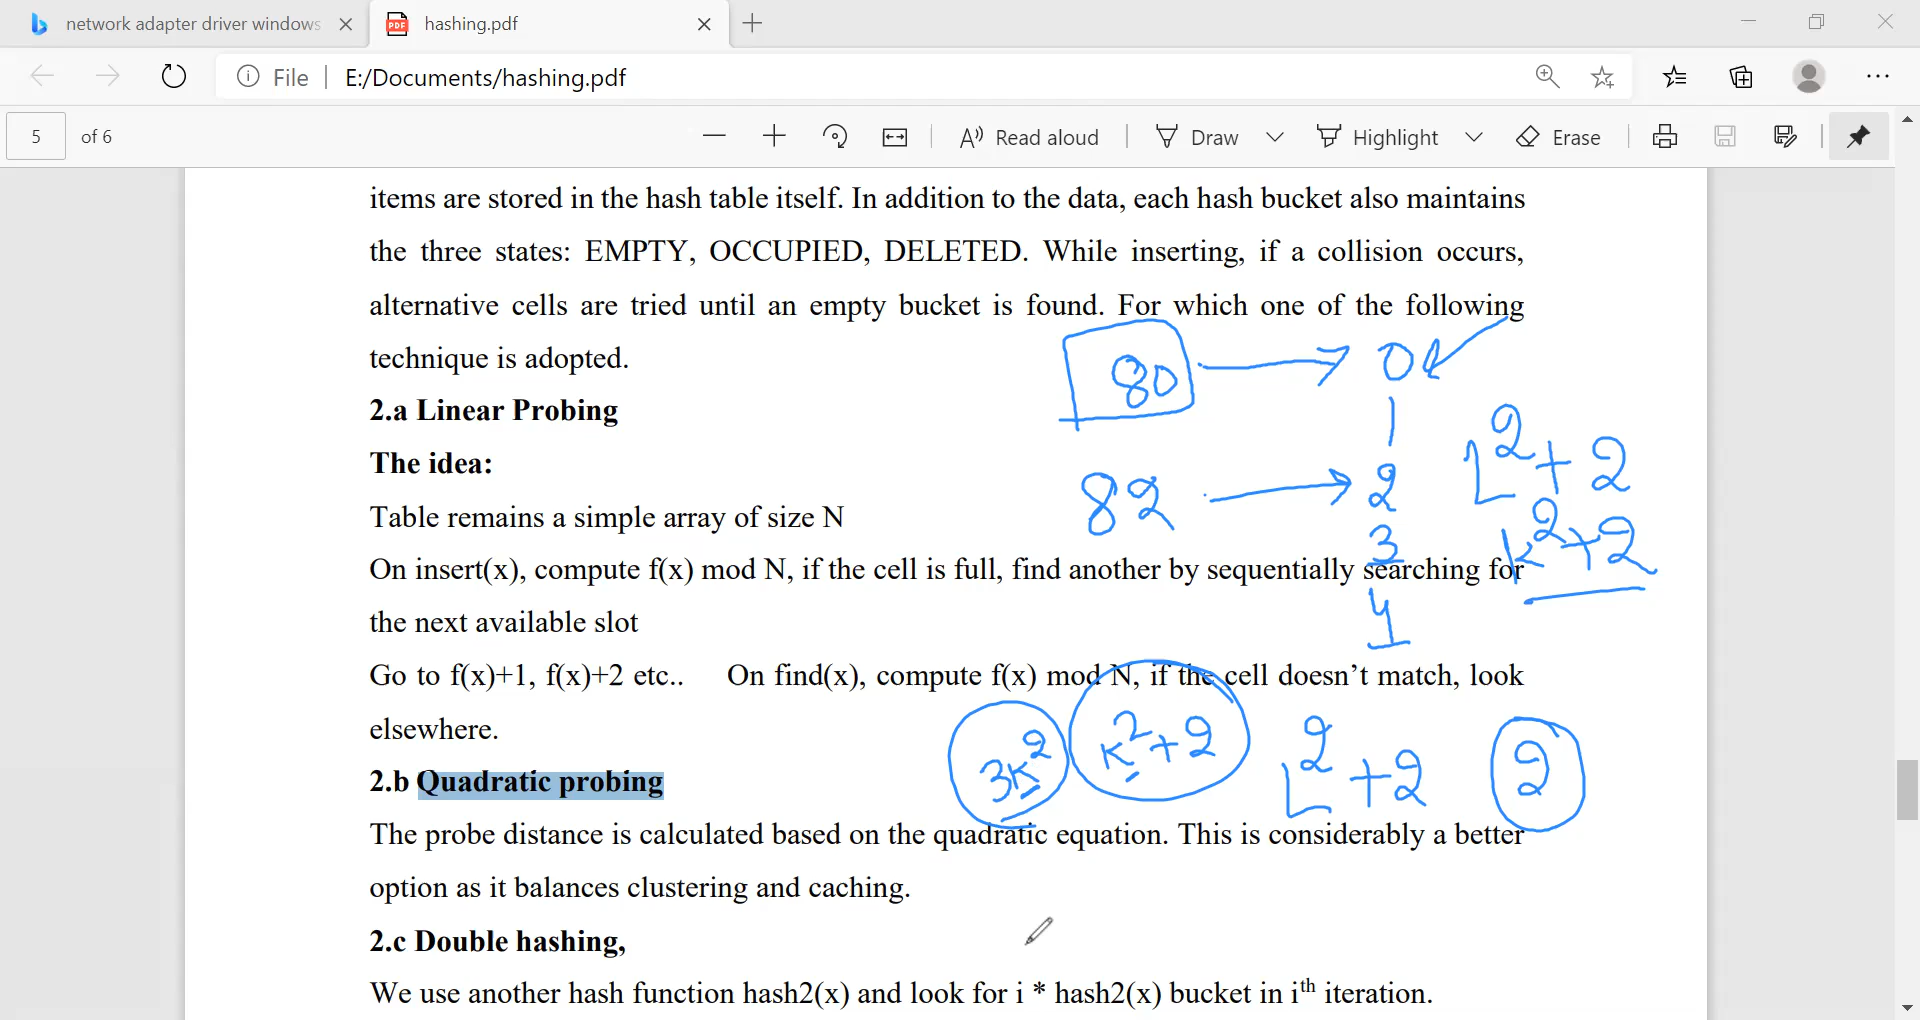 network adapter driver windows
hashing.pdf
File
E:/Documents/hashing.pdf
5 of 6
Read aloud
Draw
Highlight
Erase
items are stored in the hash table itself. In addition to the data, each hash bucket also maintains
the three states: EMPTY, OCCUPIED, DELETED. While inserting, if a collision occurs,
alternative cells are tried until an empty bucket is found. For which one of the following
technique is adopted.
80 → 0
1
2.a Linear Probing
L²+2
The idea:
82 → 2
Table remains a simple array of size N
3
k²+2
On insert(x), compute f(x) mod N, if the cell is full, find another by sequentially searching for
the next available slot
4
Go to f(x)+1, f(x)+2 etc.. On find(x), compute f(x) mod N, if the cell doesn’t match, look
elsewhere.
3k² k²+2 L²+2 2
2.b Quadratic probing
The probe distance is calculated based on the quadratic equation. This is considerably a better
option as it balances clustering and caching.
2.c Double hashing,
We use another hash function hash2(x) and look for i * hash2(x) bucket in iᵗʰ iteration.